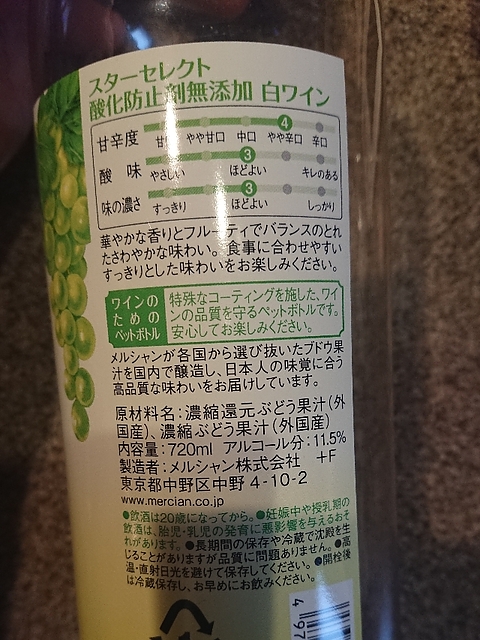 スターセレクト
酸化防止剤無添加 白ワイン
甘辛度 4
甘口 やや甘口 中口 やや辛口 辛口
酸味 3
やさしい ほどよい キレのある
味の濃さ 3
すっきり ほどよい しっかり
華やかな香りとフルーティでバランスのとれ
たさわやかな味わい。食事に合わせやすい
すっきりとした味わいをお楽しみください。
ワインの
ための
ペットボトル
特殊なコーティングを施した、ワイ
ンの品質を守るペットボトルです。
安心してお楽しみください。
メルシャンが各国から選び抜いたブドウ果
汁を国内で醸造し、日本人の味覚に合う
高品質な味わいをお届けしています。
原材料名:濃縮還元ぶどう果汁(外
国産)、濃縮ぶどう果汁(外国産)
内容量:720ml アルコール分:11.5%
製造者:メルシャン株式会社 +F
東京都中野区中野 4-10-2
www.mercian.co.jp
●飲酒は20歳になってから。●妊娠中や授乳期の
飲酒は、胎児・乳児の発育に悪影響を与えるおそ
れがあります。●長期間の保存や冷蔵で沈殿を生
じることがありますが品質に問題ありません。●高
温・直射日光を避けて保存してください。●開栓後
は冷蔵保存し、お早めにお飲みください。
4 97